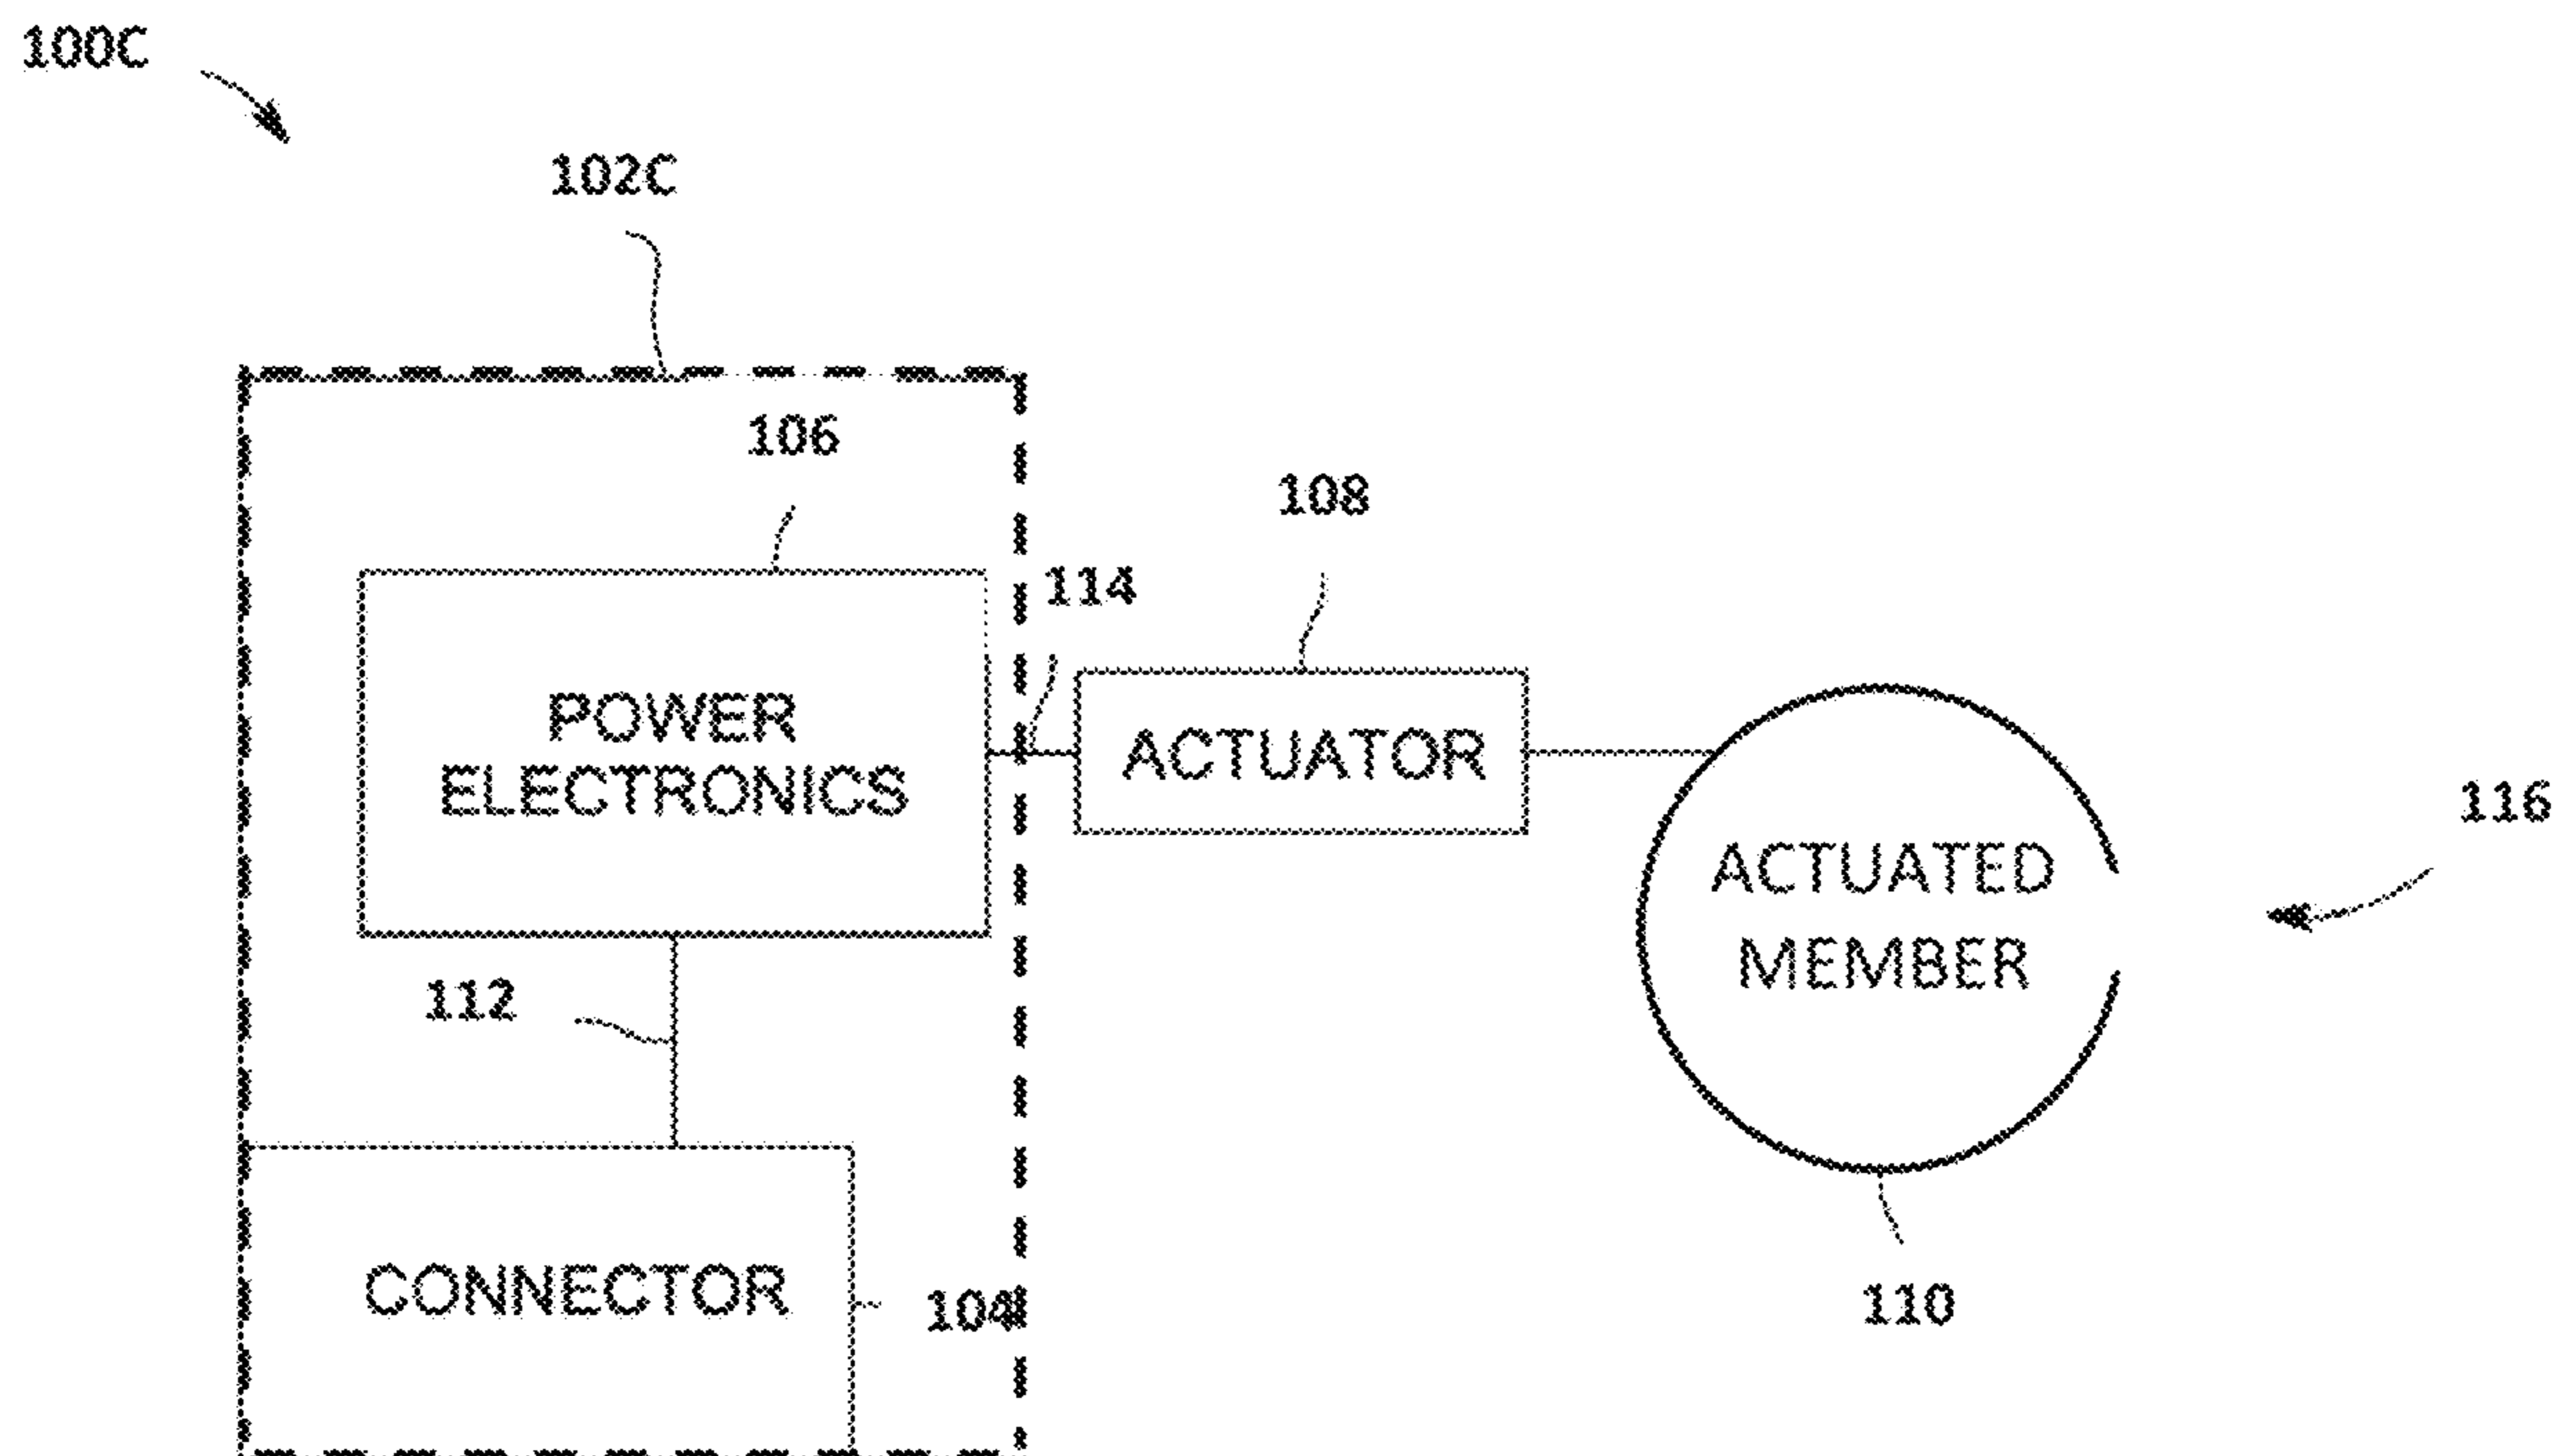 100C
102C
106
108
114
POWER
ELECTRONICS
ACTUATOR
116
ACTUATED
MEMBER
112
CONNECTOR
104
110